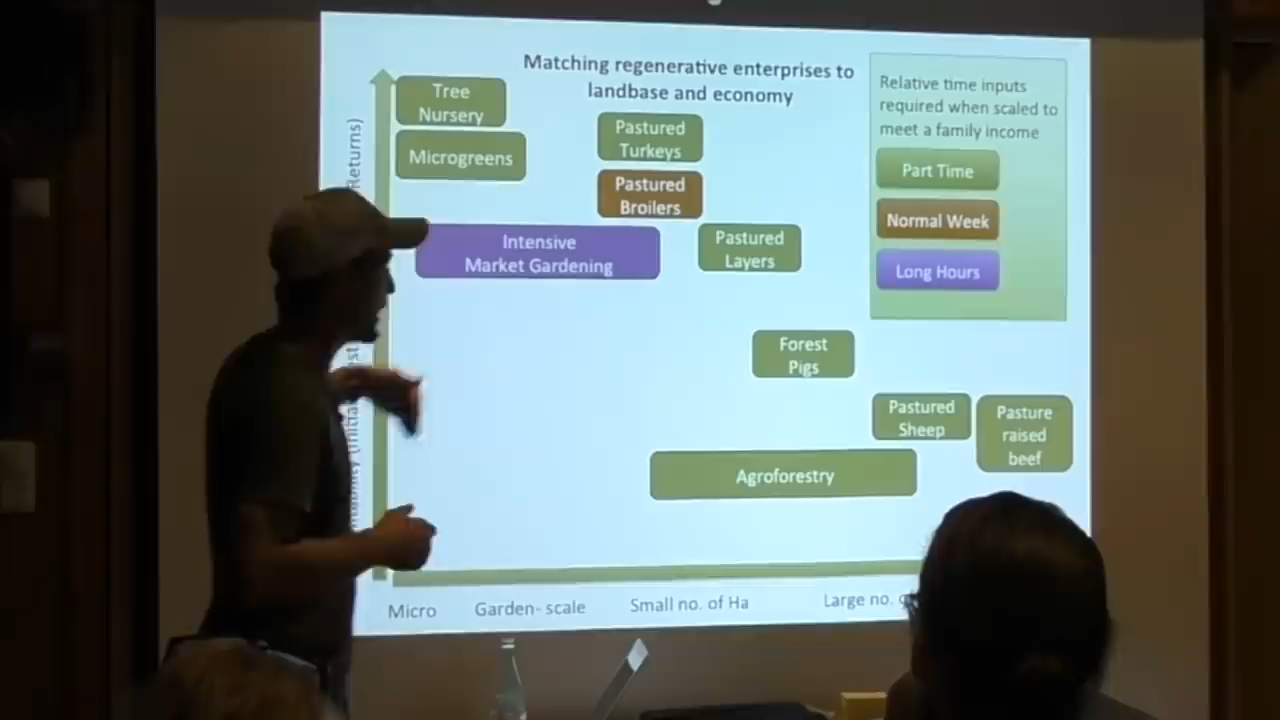 Matching regenerative enterprises to
landbase and economy
Tree
Nursery
Microgreens
Pastured
Turkeys
Pastured
Broilers
Intensive
Market Gardening
Pastured
Layers
Forest
Pigs
Pastured
Sheep
Pasture
raised
beef
Agroforestry
Relative time inputs
required when scaled to
meet a family income
Part Time
Normal Week
Long Hours
Returns)
Micro
Garden- scale
Small no. of Ha
Large no.